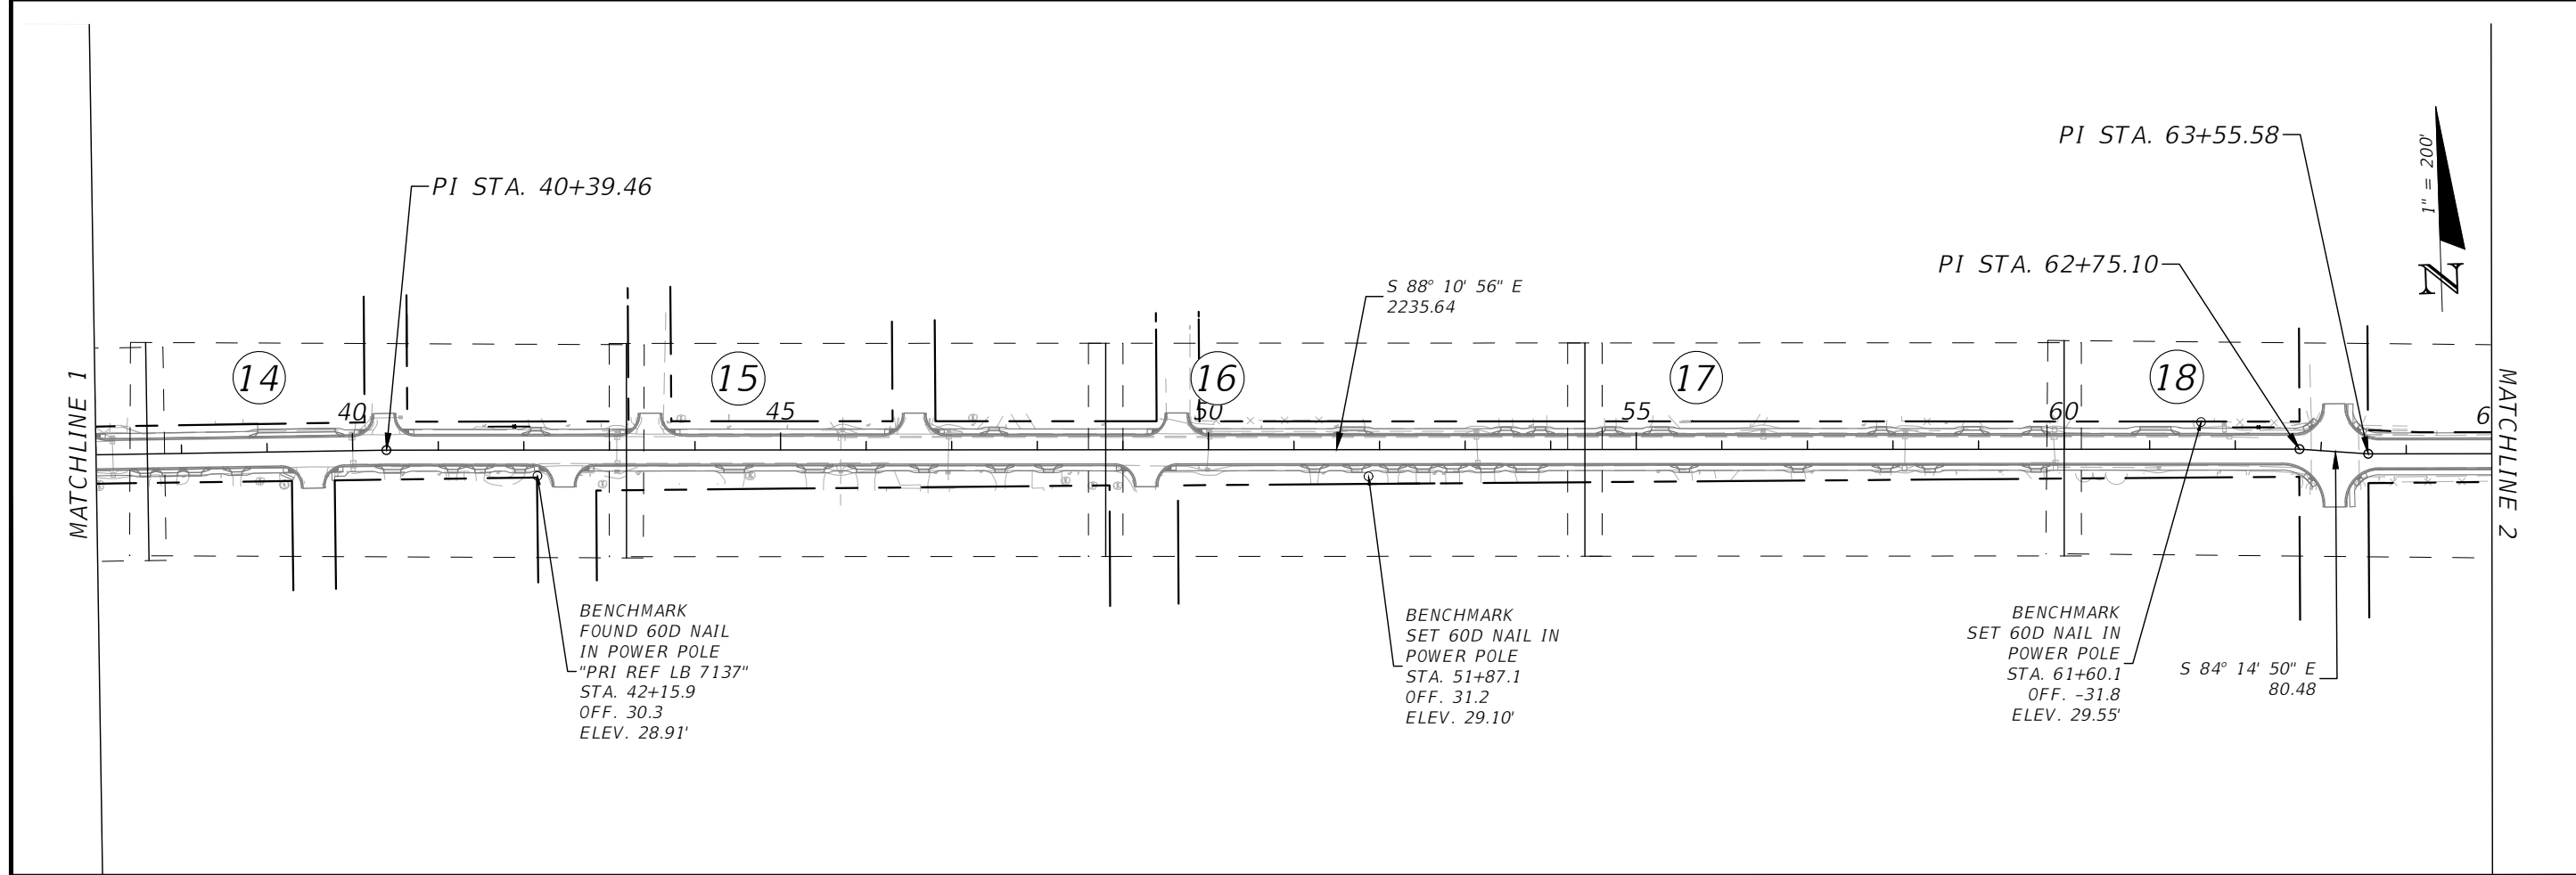 PI STA. 40+39.46
PI STA. 63+55.58
PI STA. 62+75.10
1" = 200'
N
S 88° 10' 56" E
2235.64
MATCHLINE 1
14
15
16
17
18
40
45
50
55
60
6
MATCHLINE 2
BENCHMARK
FOUND 60D NAIL
IN POWER POLE
"PRI REF LB 7137"
STA. 42+15.9
OFF. 30.3
ELEV. 28.91'
BENCHMARK
SET 60D NAIL IN
POWER POLE
STA. 51+87.1
OFF. 31.2
ELEV. 29.10'
BENCHMARK
SET 60D NAIL IN
POWER POLE
STA. 61+60.1
OFF. -31.8
ELEV. 29.55'
S 84° 14' 50" E
80.48